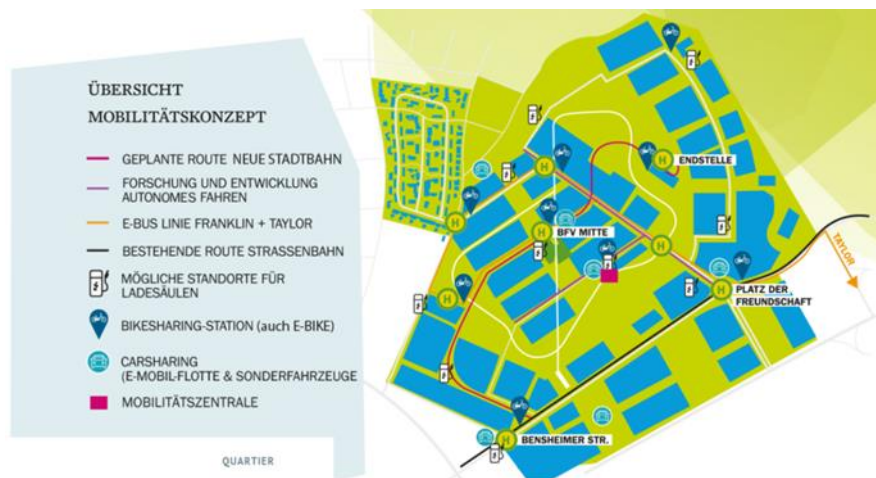 ÜBERSICHT
MOBILITÄTSKONZEPT
GEPLANTE ROUTE NEUE STADTBAHN
FORSCHUNG UND ENTWICKLUNG
AUTONOMES FAHREN
E-BUS LINIE FRANKLIN + TAYLOR
BESTEHENDE ROUTE STRASSENBAHN
MÖGLICHE STANDORTE FÜR
LADESÄULEN
BIKESHARING-STATION (auch E-BIKE)
CARSHARING
(E-MOBIL-FLOTTE & SONDERFAHRZEUGE
MOBILITÄTSZENTRALE
QUARTIER
H ENDSTELLE
H
H
H BFV MITTE
H
TAYLOR
H PLATZ DER
FREUNDSCHAFT
H
H BENSHEIMER STR.